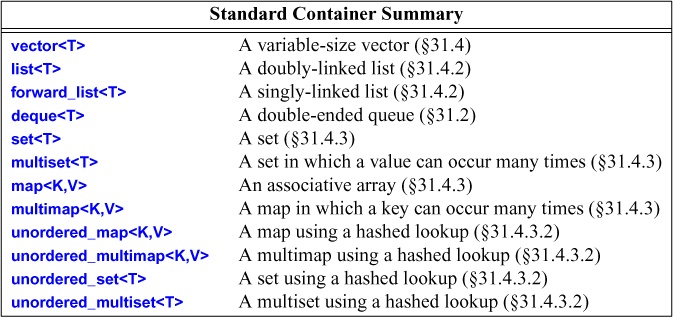 Standard Container Summary
vector<T> A variable-size vector (§31.4)
list<T> A doubly-linked list (§31.4.2)
forward_list<T> A singly-linked list (§31.4.2)
deque<T> A double-ended queue (§31.2)
set<T> A set (§31.4.3)
multiset<T> A set in which a value can occur many times (§31.4.3)
map<K,V> An associative array (§31.4.3)
multimap<K,V> A map in which a key can occur many times (§31.4.3)
unordered_map<K,V> A map using a hashed lookup (§31.4.3.2)
unordered_multimap<K,V> A multimap using a hashed lookup (§31.4.3.2)
unordered_set<T> A set using a hashed lookup (§31.4.3.2)
unordered_multiset<T> A multiset using a hashed lookup (§31.4.3.2)